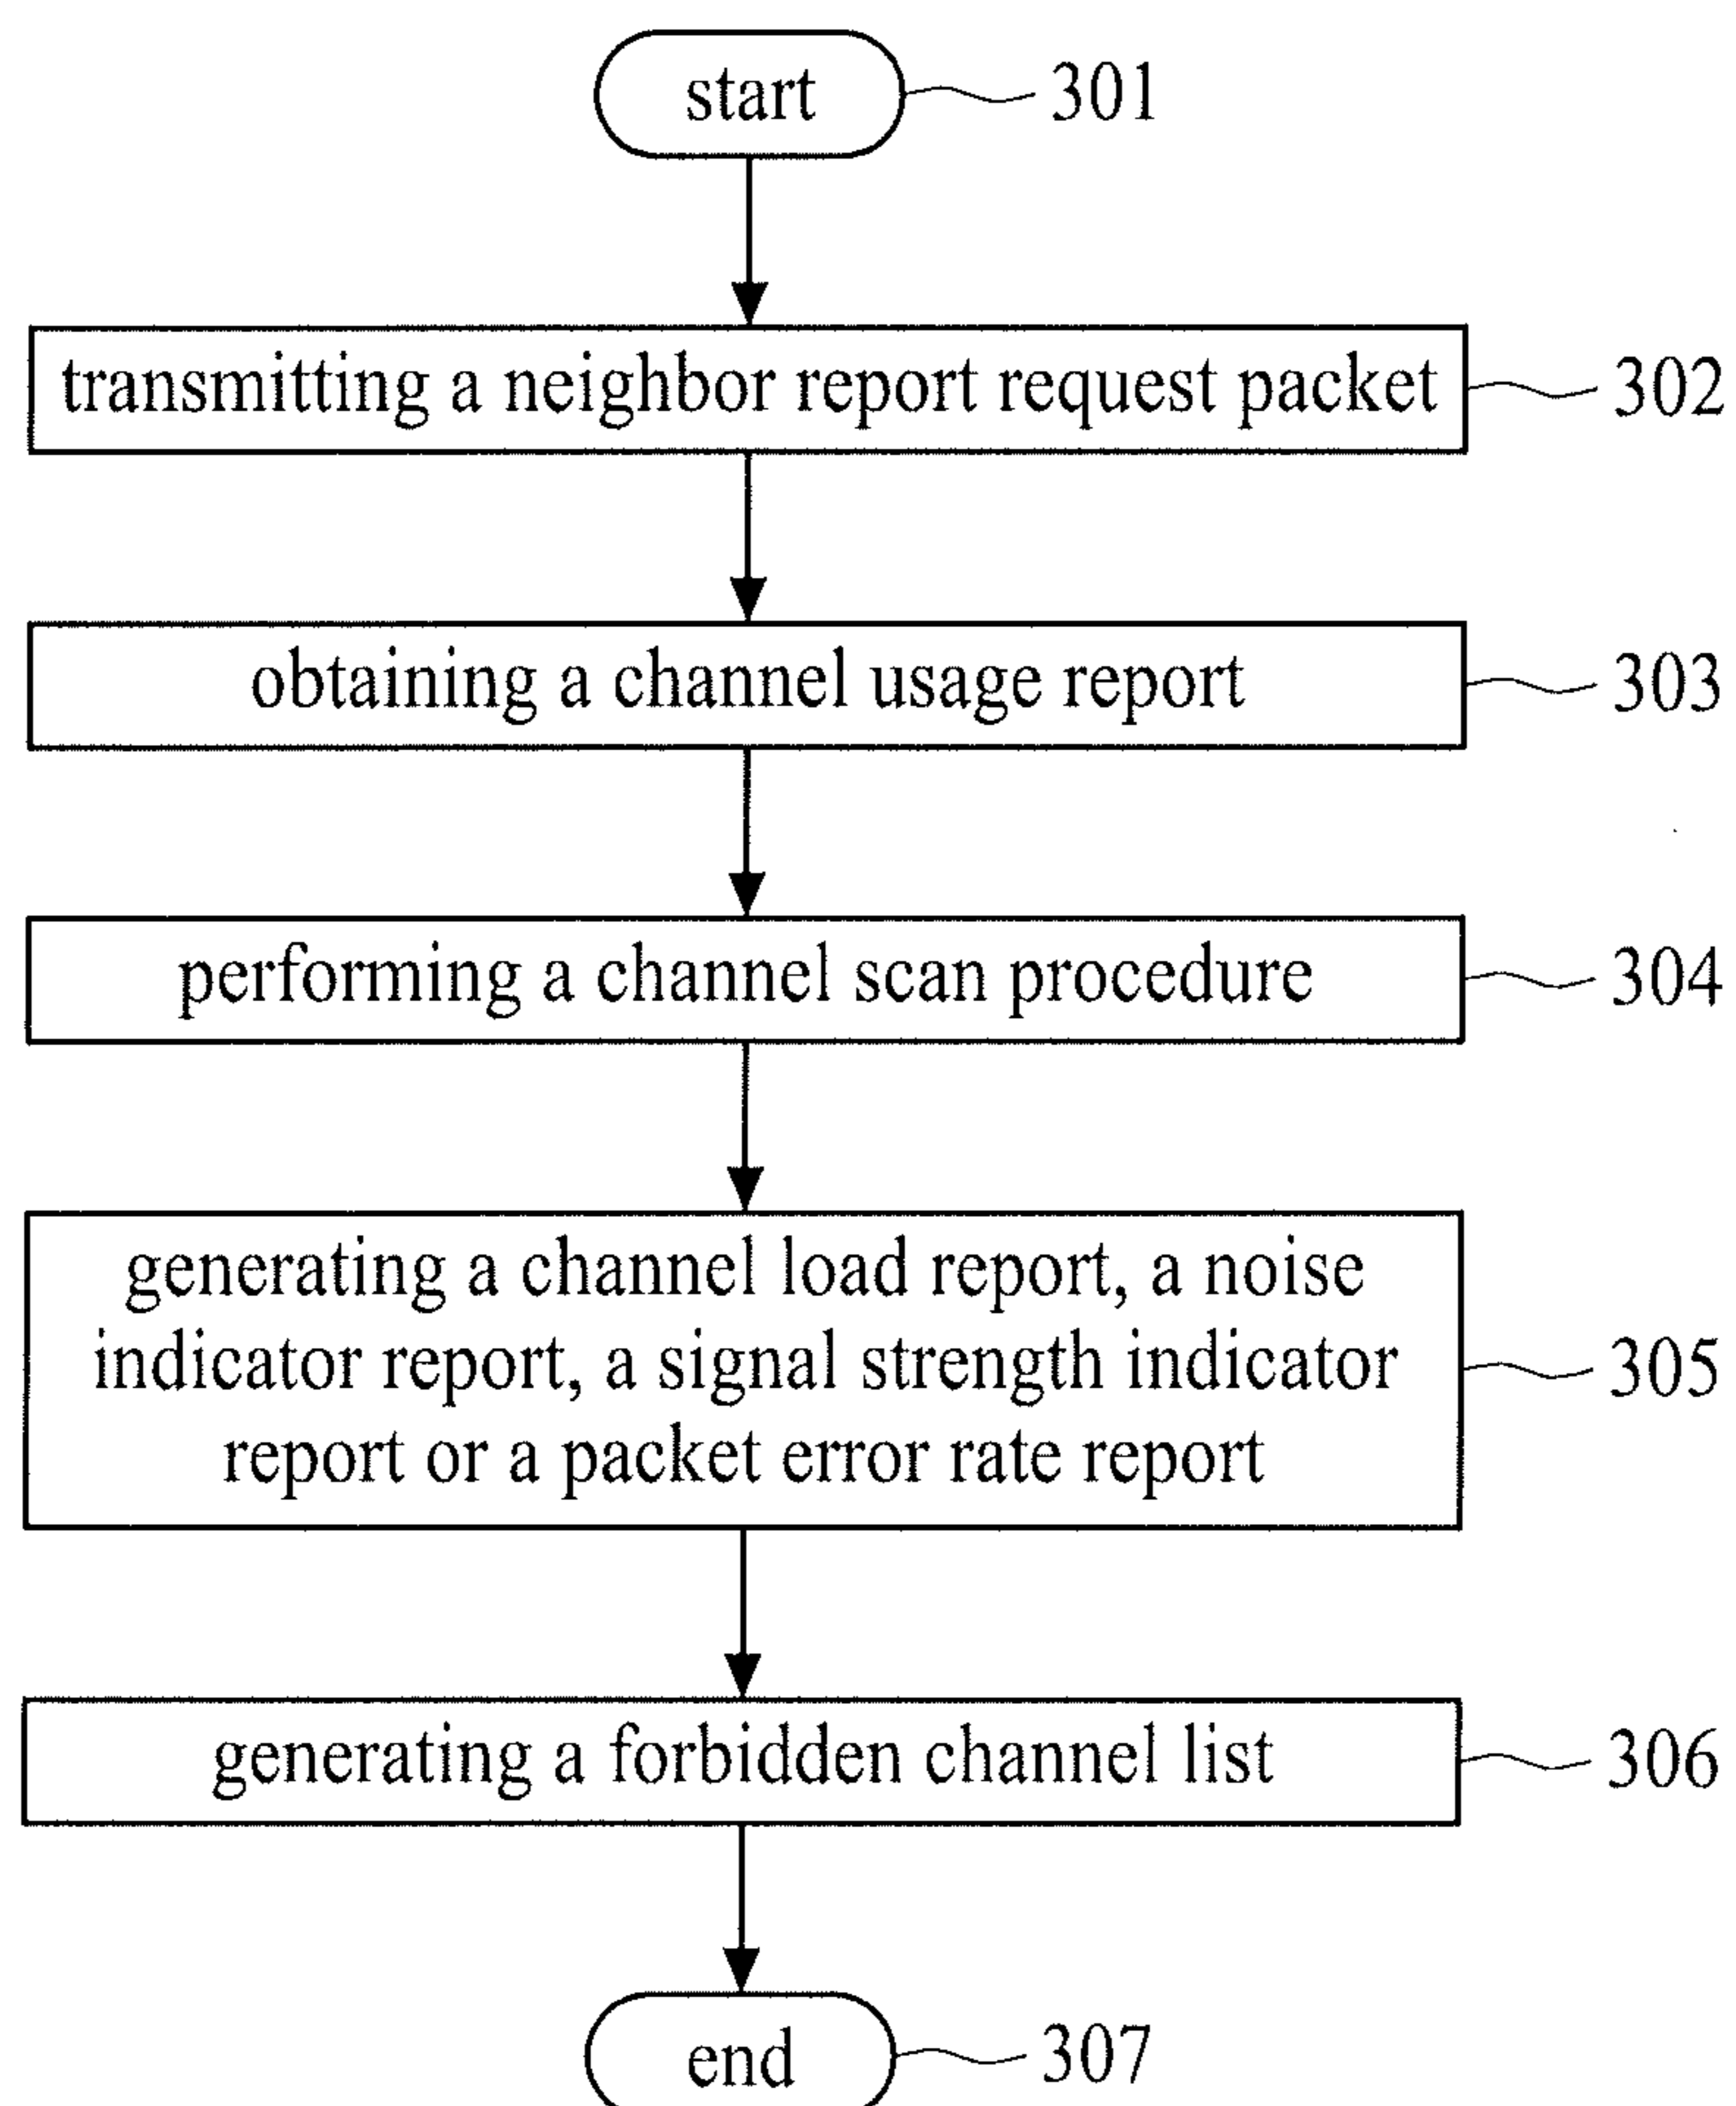 start 301
transmitting a neighbor report request packet 302
obtaining a channel usage report 303
performing a channel scan procedure 304
generating a channel load report, a noise
indicator report, a signal strength indicator 305
report or a packet error rate report
generating a forbidden channel list 306
end 307